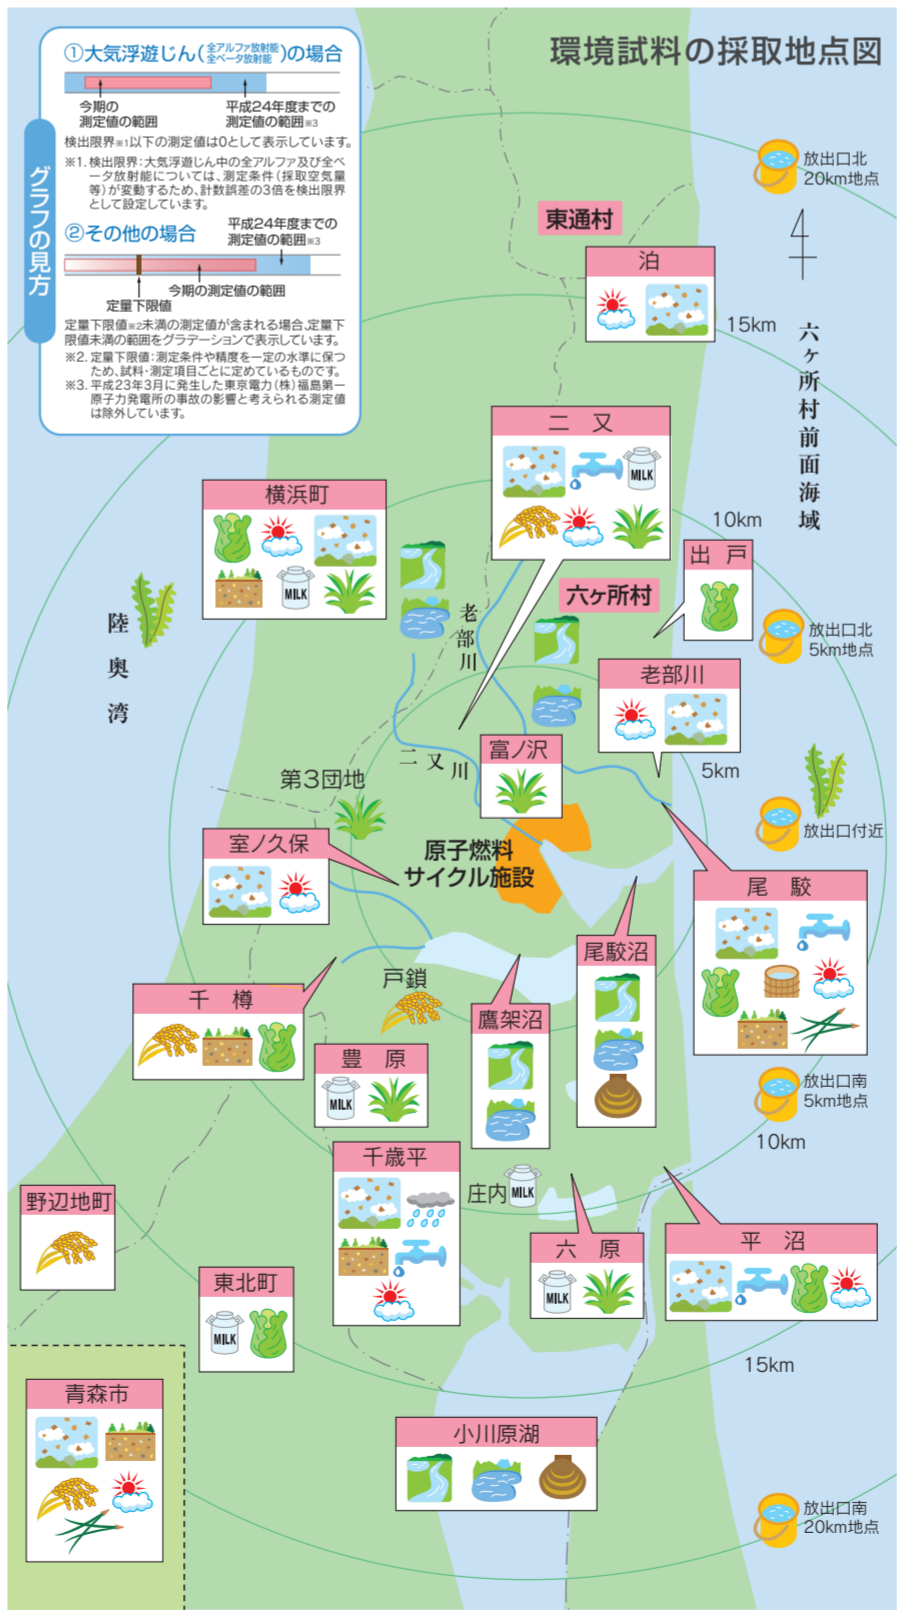 環境試料の採取地点図
グラフの見方
①大気浮遊じん(全アルファ放射能 全ベータ放射能)の場合
今期の
測定値の範囲
平成24年度までの
測定値の範囲※3
検出限界※1以下の測定値は0として表示しています。
※1. 検出限界:大気浮遊じん中の全アルファ及び全ベ
ータ放射能については、測定条件(採取空気量
等)が変動するため、計数誤差の3倍を検出限界
として設定しています。
②その他の場合
平成24年度までの
測定値の範囲※3
今期の測定値の範囲
定量下限値
定量下限値※2未満の測定値が含まれる場合、定量下
限値未満の範囲をグラデーションで表示しています。
※2. 定量下限値:測定条件や精度を一定の水準に保つ
ため、試料・測定項目ごとに定めているものです。
※3. 平成23年3月に発生した東京電力(株)福島第一
原子力発電所の事故の影響と考えられる測定値
は除外しています。
放出口北
20km地点
東通村
泊
15km
六ヶ所村前面海域
二 又
MILK
横浜町
MILK
10km
出 戸
六ヶ所村
老部川
陸奥湾
放出口北
5km地点
老部川
二又川
富ノ沢
5km
第3団地
放出口付近
室ノ久保
原子燃料
サイクル施設
尾 駮
尾駮沼
戸鎖
千 樽
鷹架沼
豊 原
MILK
放出口南
5km地点
10km
千歳平
庄内
MILK
野辺地町
六 原
MILK
平 沼
東北町
MILK
15km
青森市
小川原湖
放出口南
20km地点